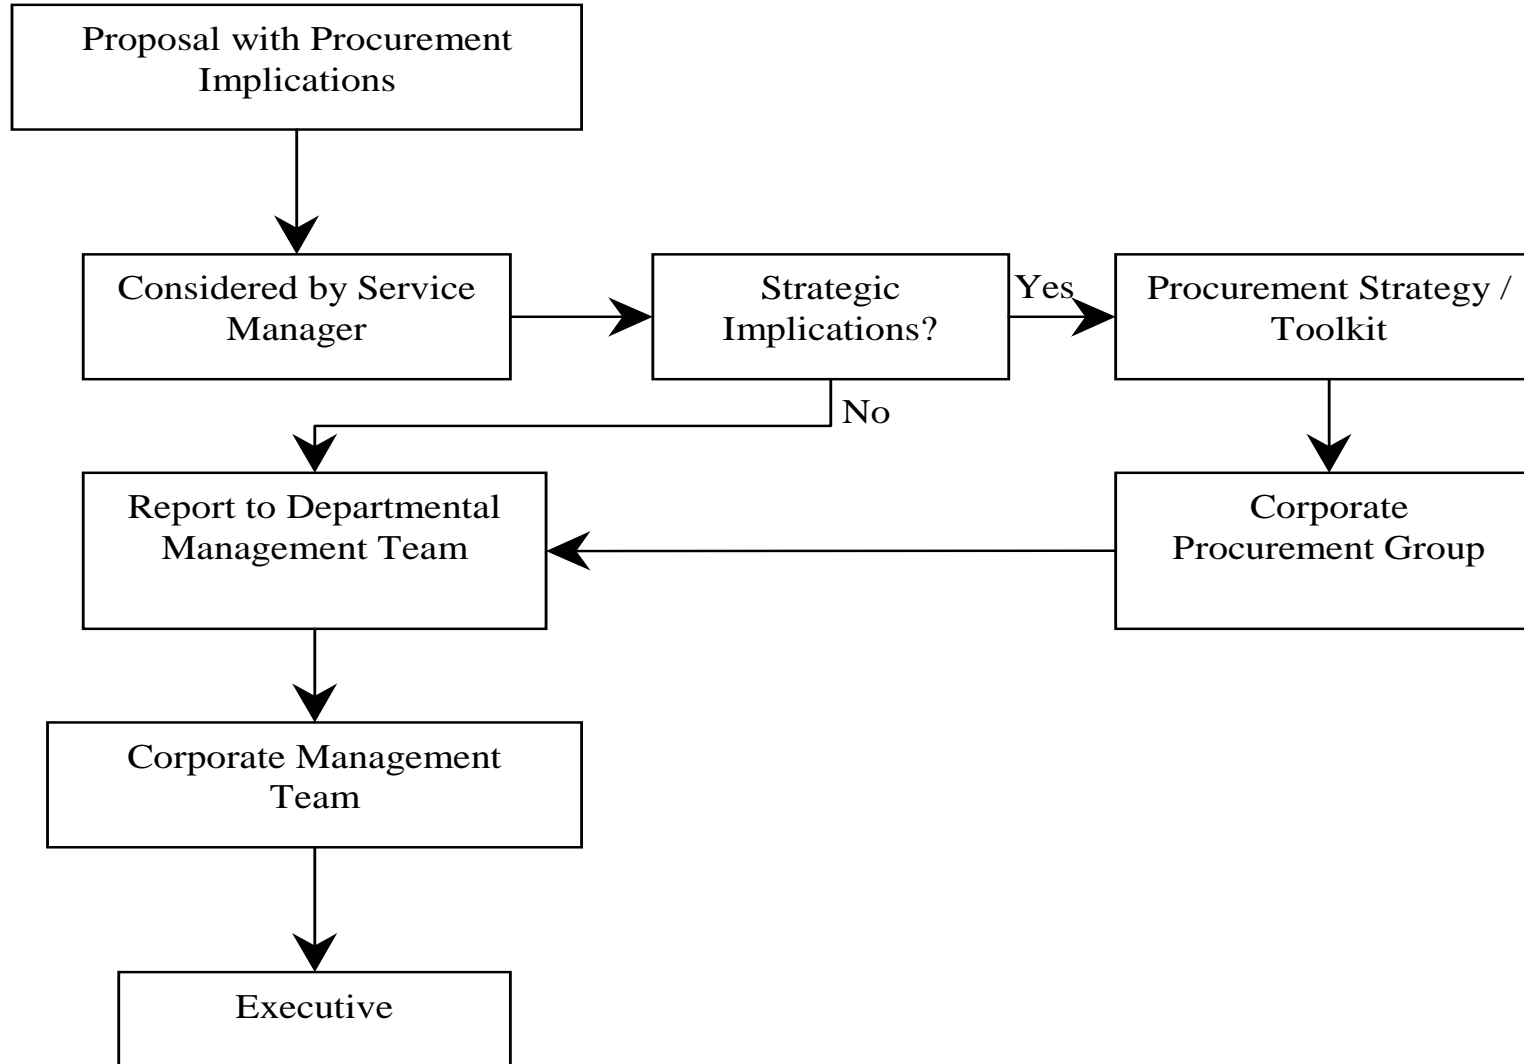 Proposal with Procurement
Implications
Considered by Service
Manager
Strategic
Implications?
Yes
Procurement Strategy /
Toolkit
No
Report to Departmental
Management Team
Corporate
Procurement Group
Corporate Management
Team
Executive